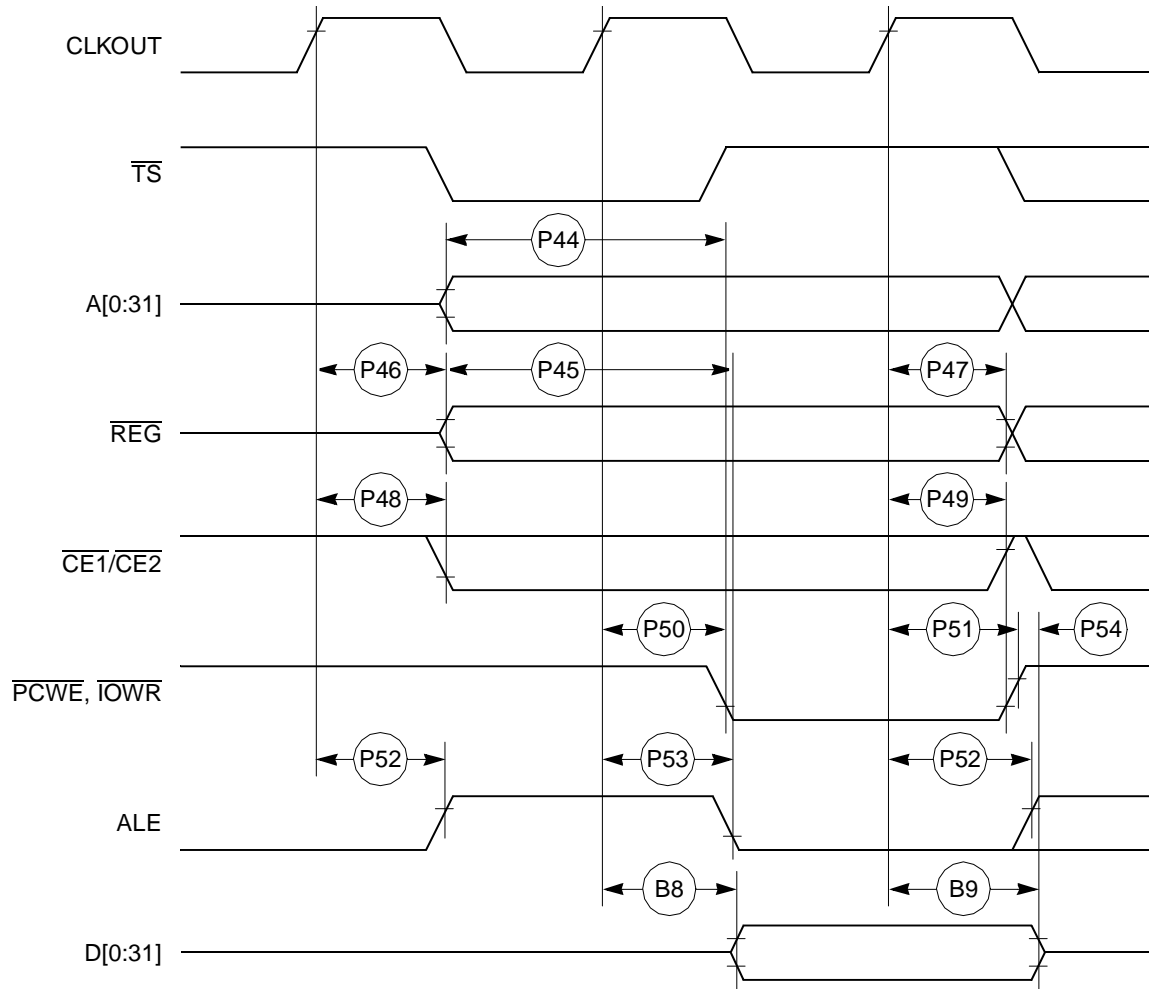 CLKOUT
TS
P44
A[0:31]
P46 P45 P47
REG
P48 P49
CE1/CE2
P50 P51 P54
PCWE, IOWR
P52 P53 P52
ALE
B8 B9
D[0:31]